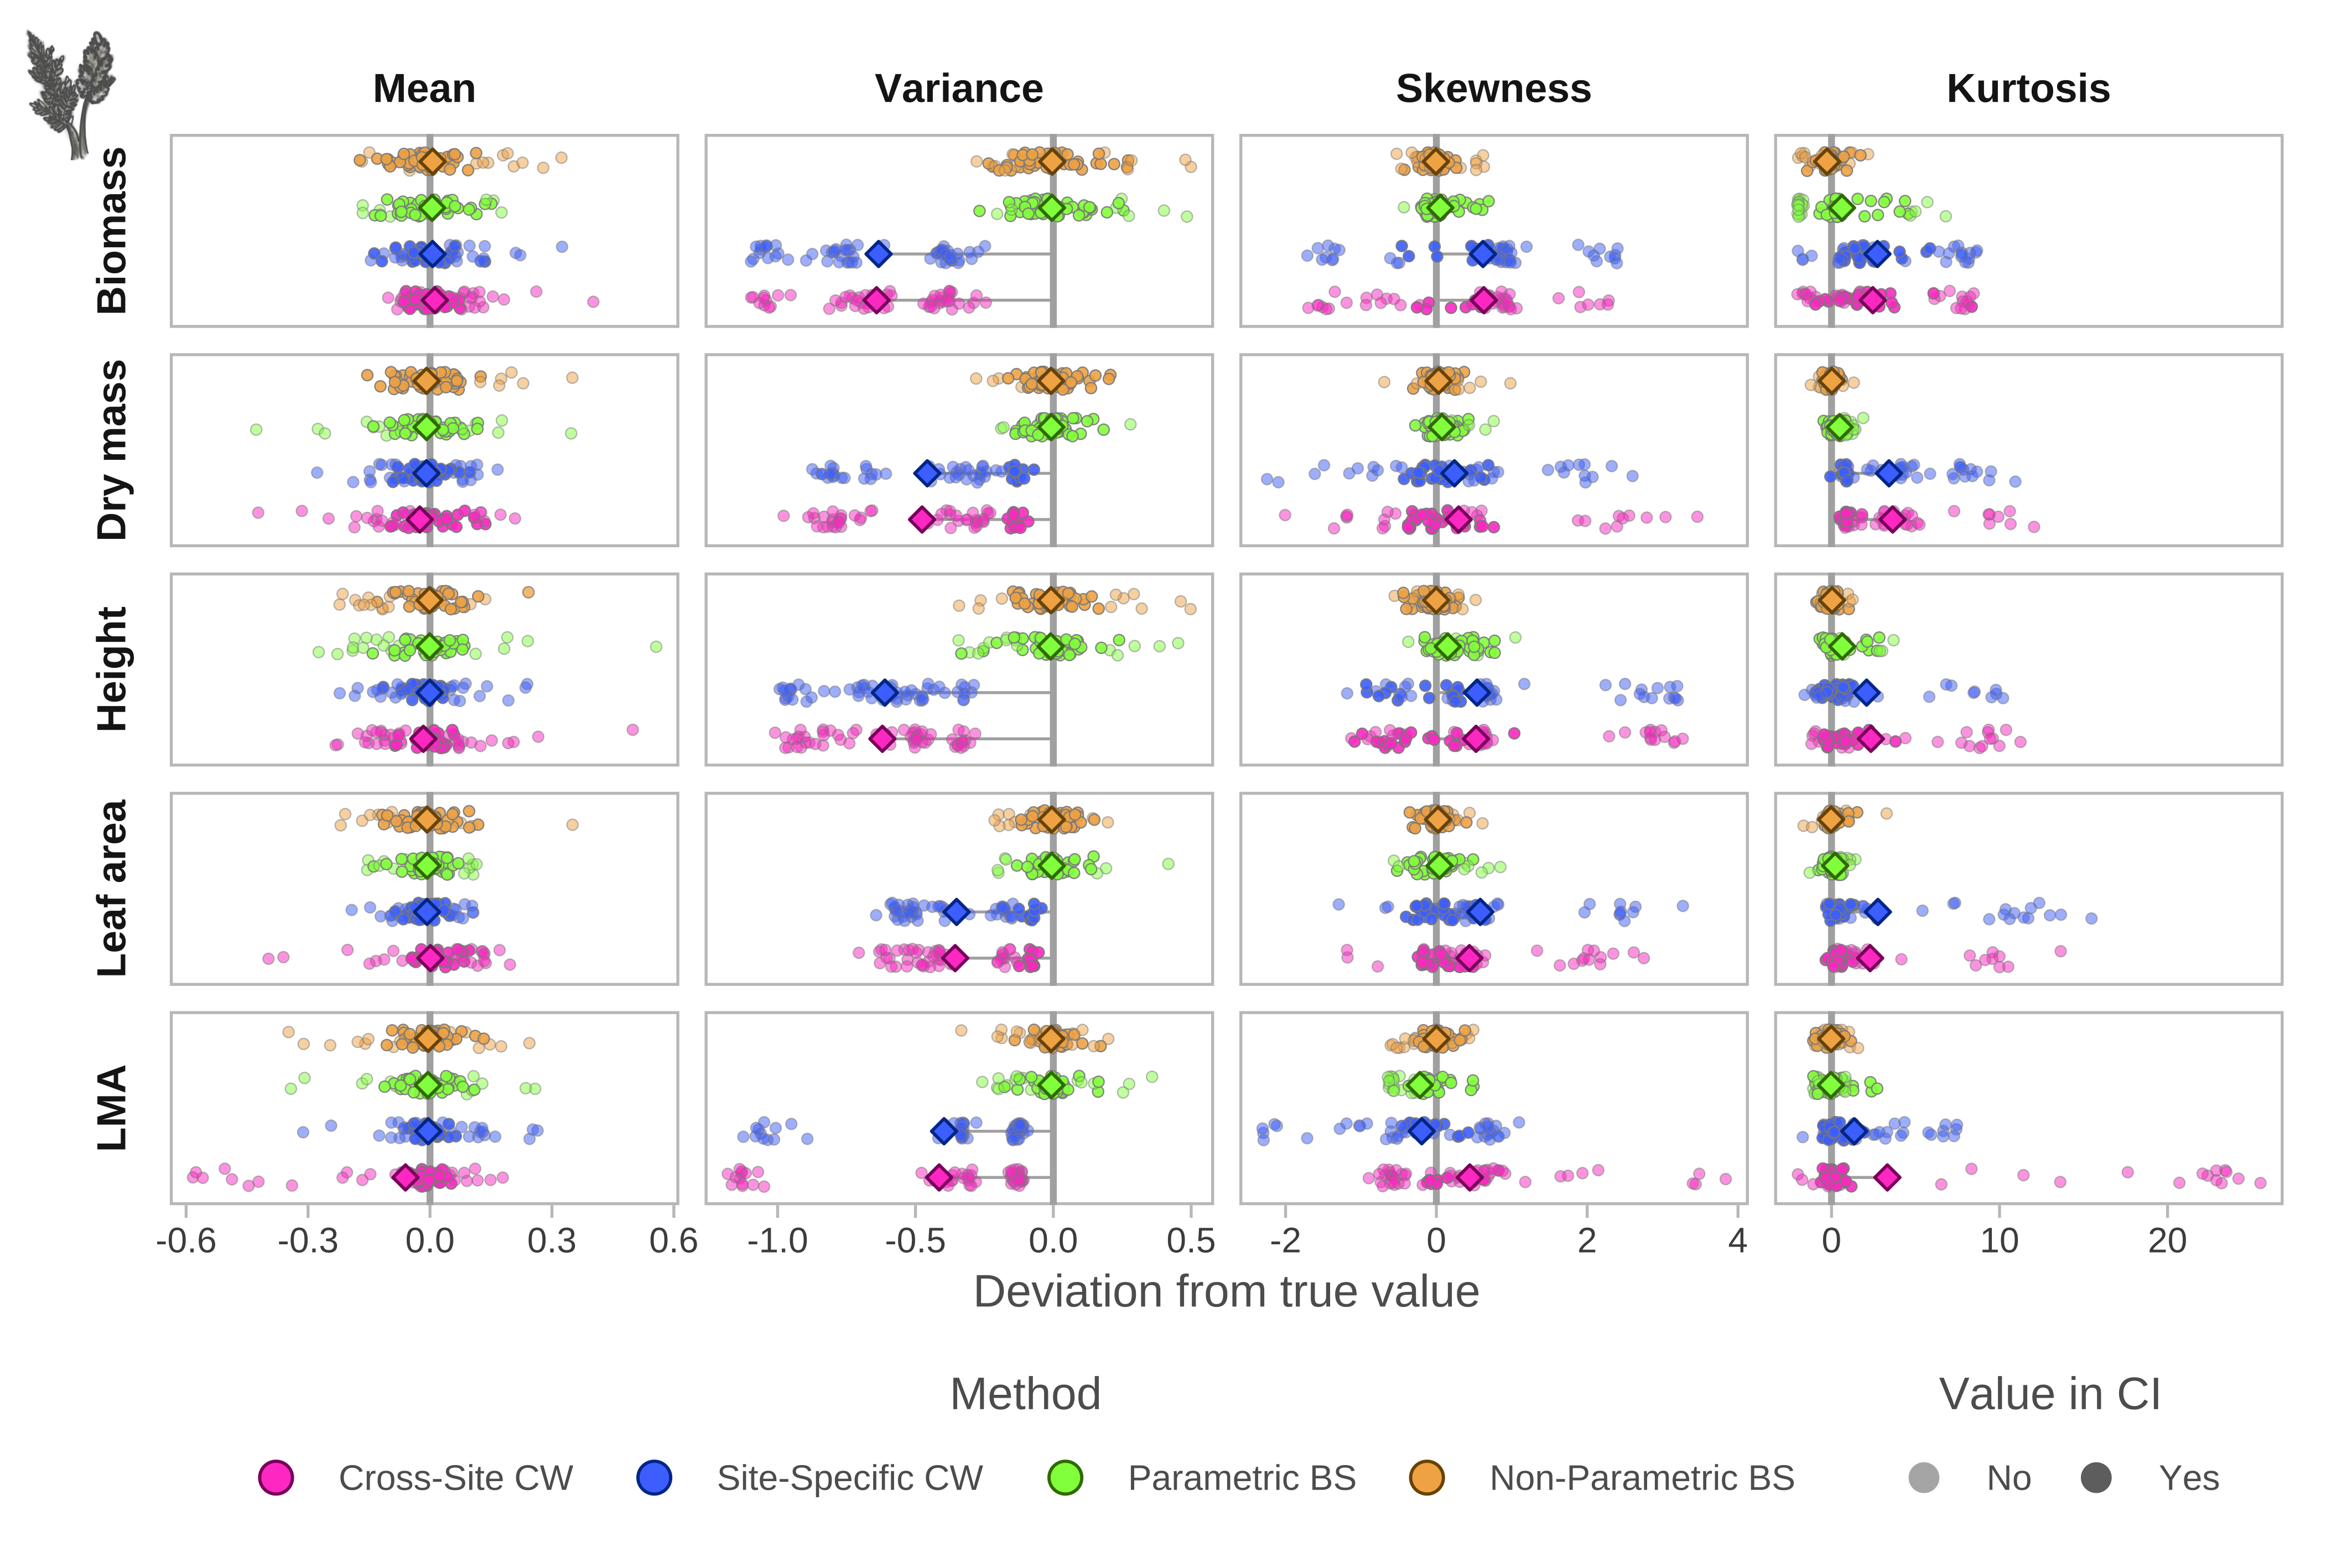 Mean Variance Skewness Kurtosis
Biomass
Dry mass
Height
Leaf area
LMA
-0.6 -0.3 0.0 0.3 0.6 -1.0 -0.5 0.0 0.5 -2 0 2 4 0 10 20
Deviation from true value
Method Value in CI
Cross-Site CW Site-Specific CW Parametric BS Non-Parametric BS No Yes